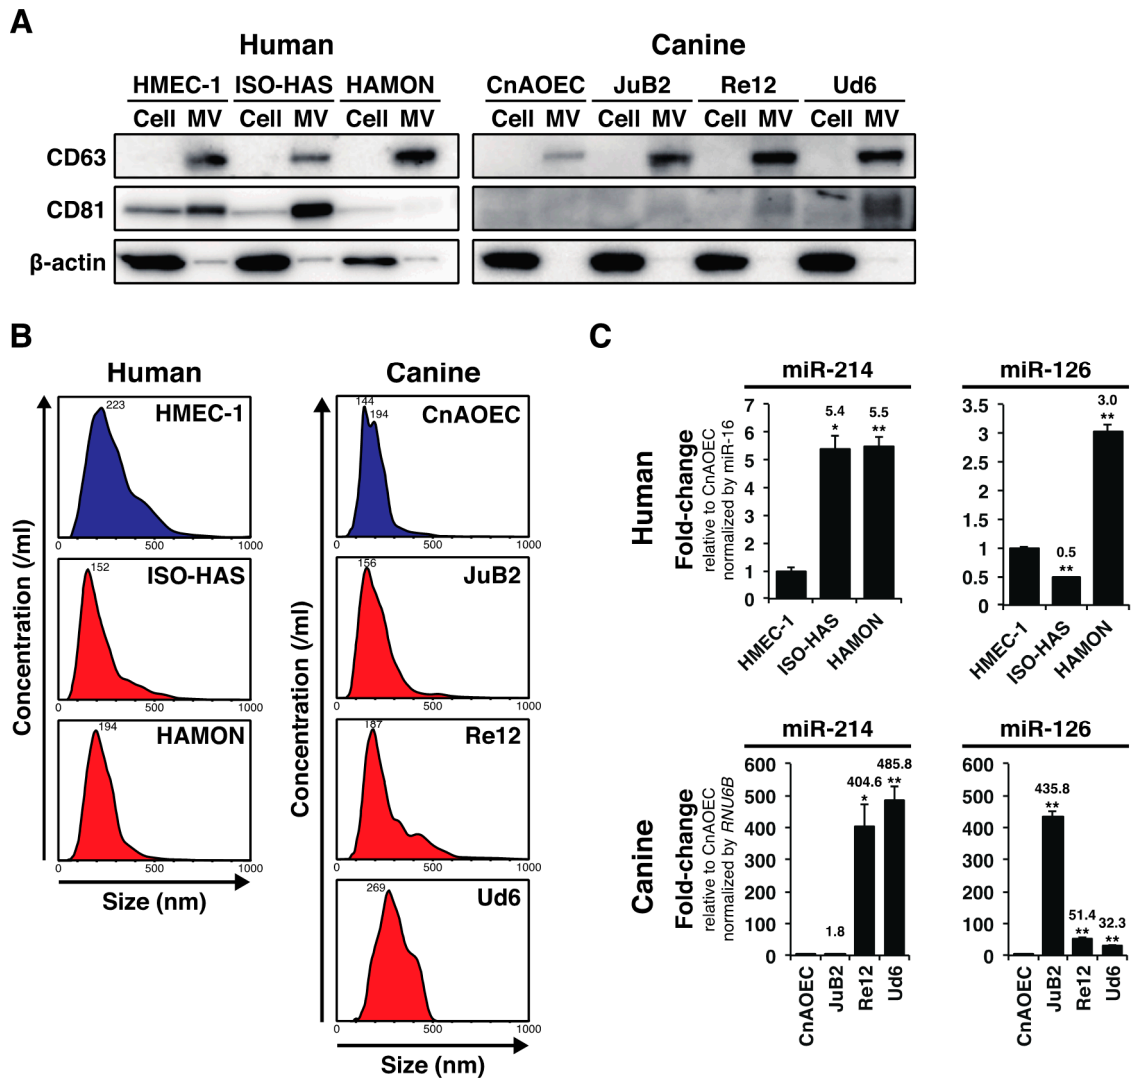 A
Human
Canine
HMEC-1 ISO-HAS HAMON
CnAOEC JuB2 Re12 Ud6
Cell MV Cell MV Cell MV
Cell MV Cell MV Cell MV Cell MV
CD63
CD81
β-actin
B
Human
Concentration (/ml)
223
HMEC-1
0 500 1000
152
ISO-HAS
0 500 1000
194
HAMON
0 500 1000
Size (nm)
Canine
Concentration (/ml)
144
194
CnAOEC
0 500 1000
156
JuB2
0 500 1000
187
Re12
0 500 1000
269
Ud6
0 500 1000
Size (nm)
C
Human
miR-214
Fold-change
relative to CnAOEC
normalized by miR-16
7
6
5
4
3
2
1
0
5.4
*
5.5
**
HMEC-1
ISO-HAS
HAMON
miR-126
3.5
3
2.5
2
1.5
1
0.5
0
0.5
**
3.0
**
HMEC-1
ISO-HAS
HAMON
Canine
miR-214
Fold-change
relative to CnAOEC
normalized by RNU6B
600
500
400
300
200
100
0
1.8
404.6
*
485.8
**
CnAOEC
JuB2
Re12
Ud6
miR-126
600
500
400
300
200
100
0
435.8
**
51.4
**
32.3
**
CnAOEC
JuB2
Re12
Ud6